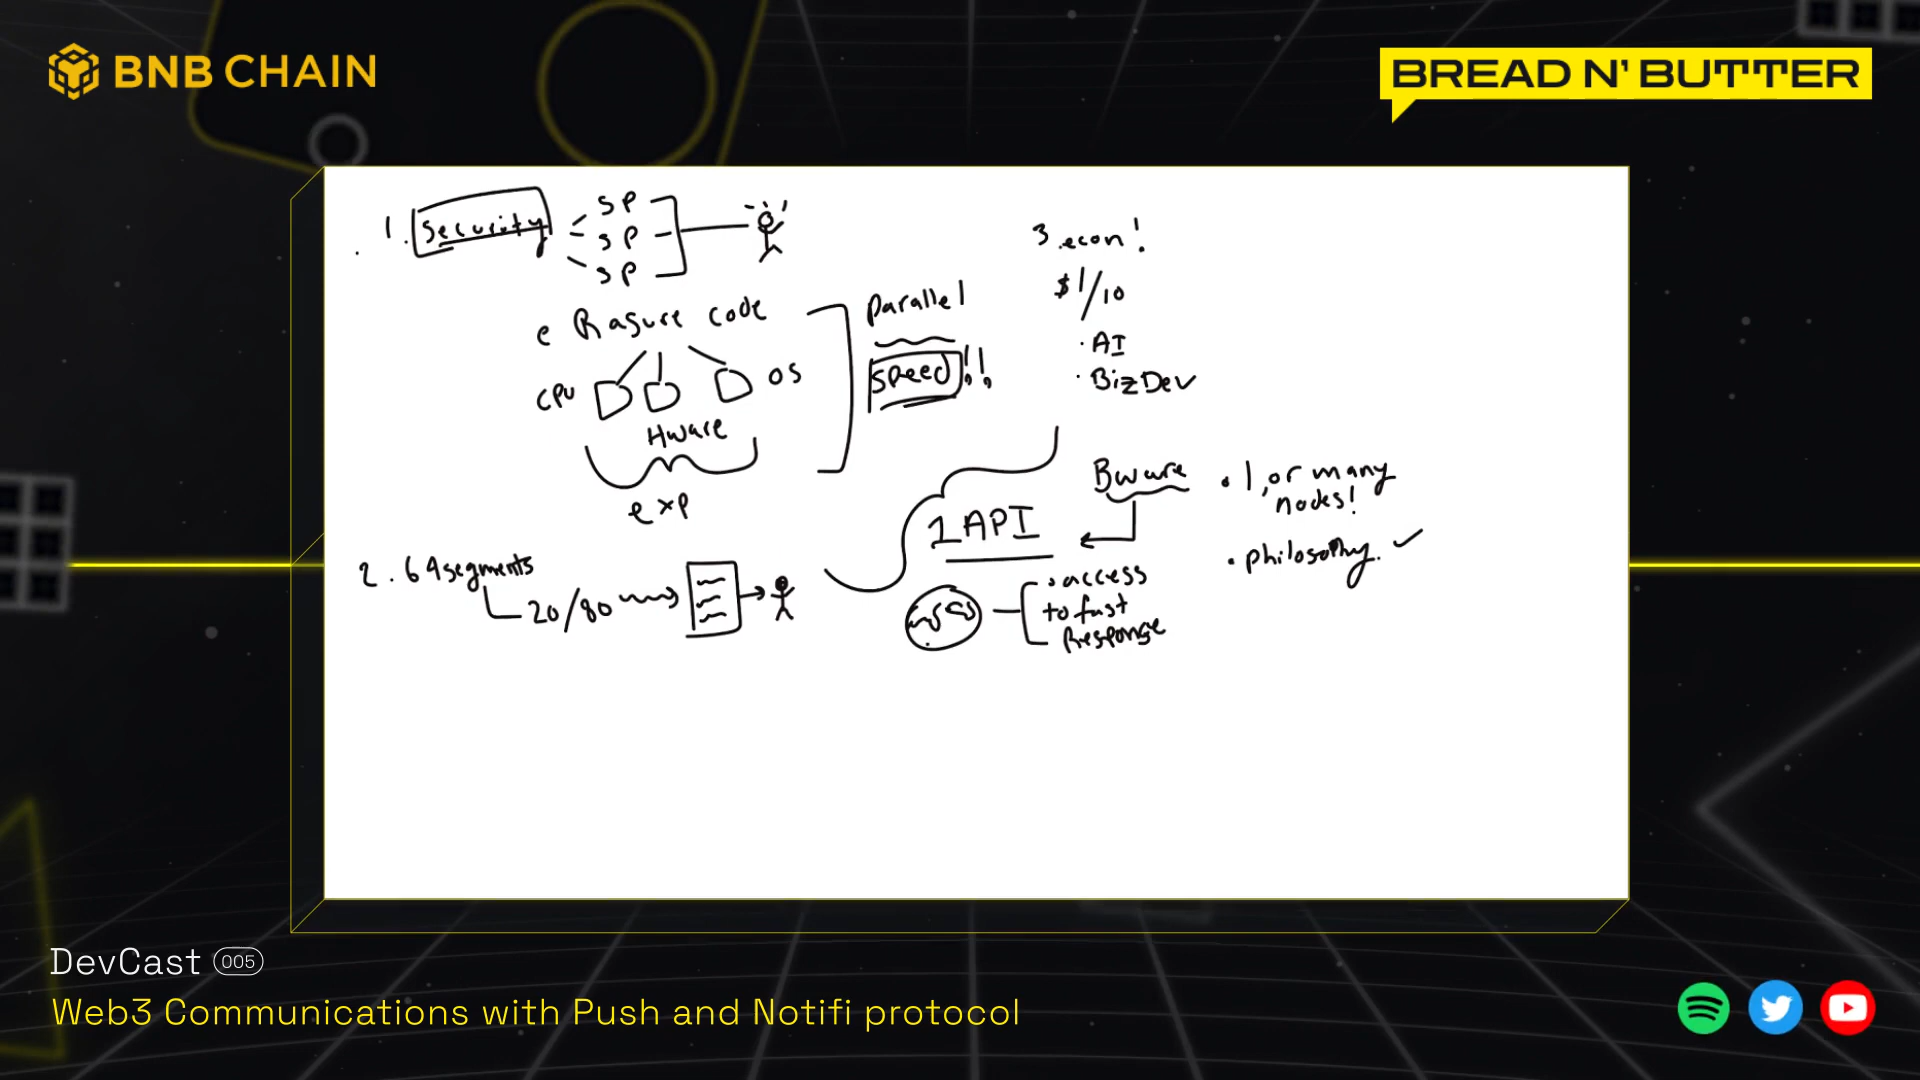 BNB CHAIN
BREAD N' BUTTER
1. Security
SP
SP
SP
eRasure code
CPU
OS
Hware
exp
Parallel
Speed!!
3. econ!
$1/10
· AI
· BizDev
Bware
• 1, or many
nodes!
• philosophy. ✓
1 API
• access
to fast
Response
2. 64 segments
20/80
DevCast 005
Web3 Communications with Push and Notifi protocol